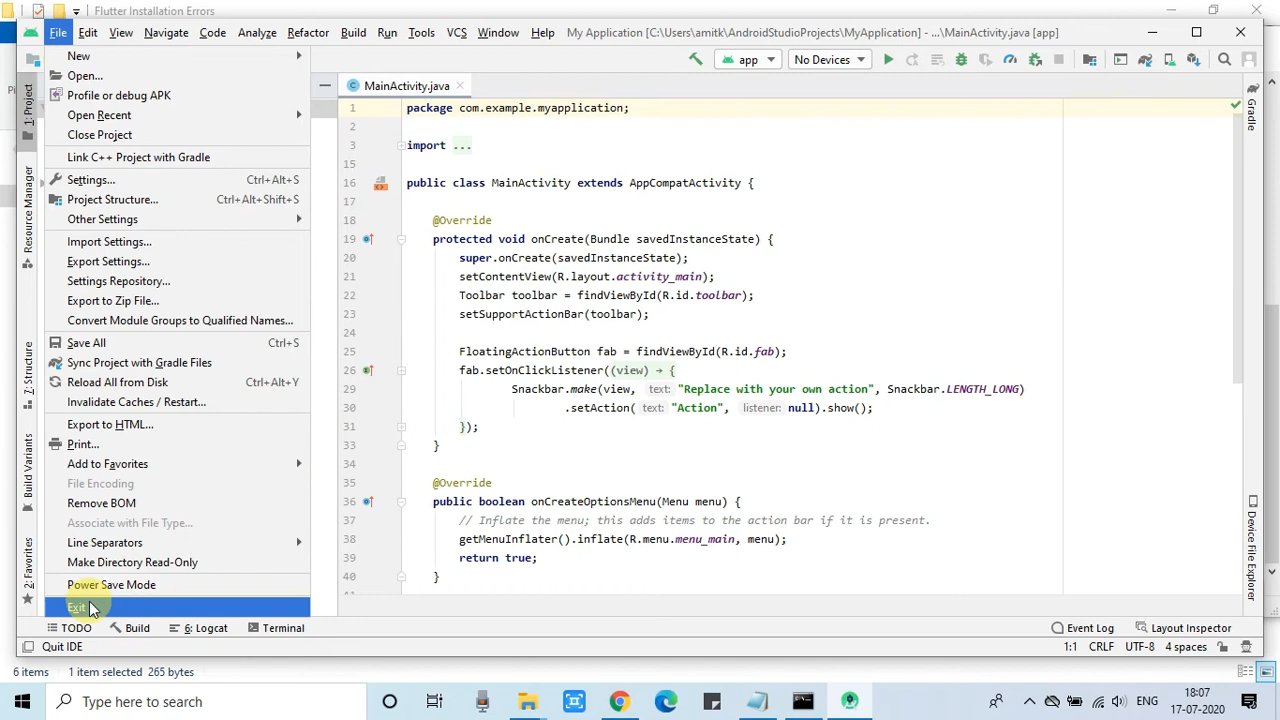 Flutter Installation Errors
File Edit View Navigate Code Analyze Refactor Build Run Tools VCS Window Help My Application [C:\Users\amitk\AndroidStudioProjects\MyApplication] - ...\MainActivity.java [app]
app No Devices
New
Open...
Profile or debug APK
Open Recent
Close Project
Link C++ Project with Gradle
Settings... Ctrl+Alt+S
Project Structure... Ctrl+Alt+Shift+S
Other Settings
Import Settings...
Export Settings...
Settings Repository...
Export to Zip File...
Convert Module Groups to Qualified Names...
Save All Ctrl+S
Sync Project with Gradle Files
Reload All from Disk Ctrl+Alt+Y
Invalidate Caches / Restart...
Export to HTML...
Print...
Add to Favorites
File Encoding
Remove BOM
Associate with File Type...
Line Separators
Make Directory Read-Only
Power Save Mode
Exit
1: Project
Resource Manager
7: Structure
Build Variants
2: Favorites
MainActivity.java
1 package com.example.myapplication;
2
3 import ...
15
16 public class MainActivity extends AppCompatActivity {
17
18 @Override
19 protected void onCreate(Bundle savedInstanceState) {
20 super.onCreate(savedInstanceState);
21 setContentView(R.layout.activity_main);
22 Toolbar toolbar = findViewById(R.id.toolbar);
23 setSupportActionBar(toolbar);
24
25 FloatingActionButton fab = findViewById(R.id.fab);
26 fab.setOnClickListener((view) → {
29 Snackbar.make(view, text: "Replace with your own action", Snackbar.LENGTH_LONG)
30 .setAction( text: "Action", listener: null).show();
31 });
33 }
34
35 @Override
36 public boolean onCreateOptionsMenu(Menu menu) {
37 // Inflate the menu; this adds items to the action bar if it is present.
38 getMenuInflater().inflate(R.menu.menu_main, menu);
39 return true;
40 }
Gradle
Device File Explorer
TODO Build 6: Logcat Terminal Event Log Layout Inspector
Quit IDE 1:1 CRLF UTF-8 4 spaces
6 items 1 item selected 265 bytes
Type here to search ENG 18:07
17-07-2020